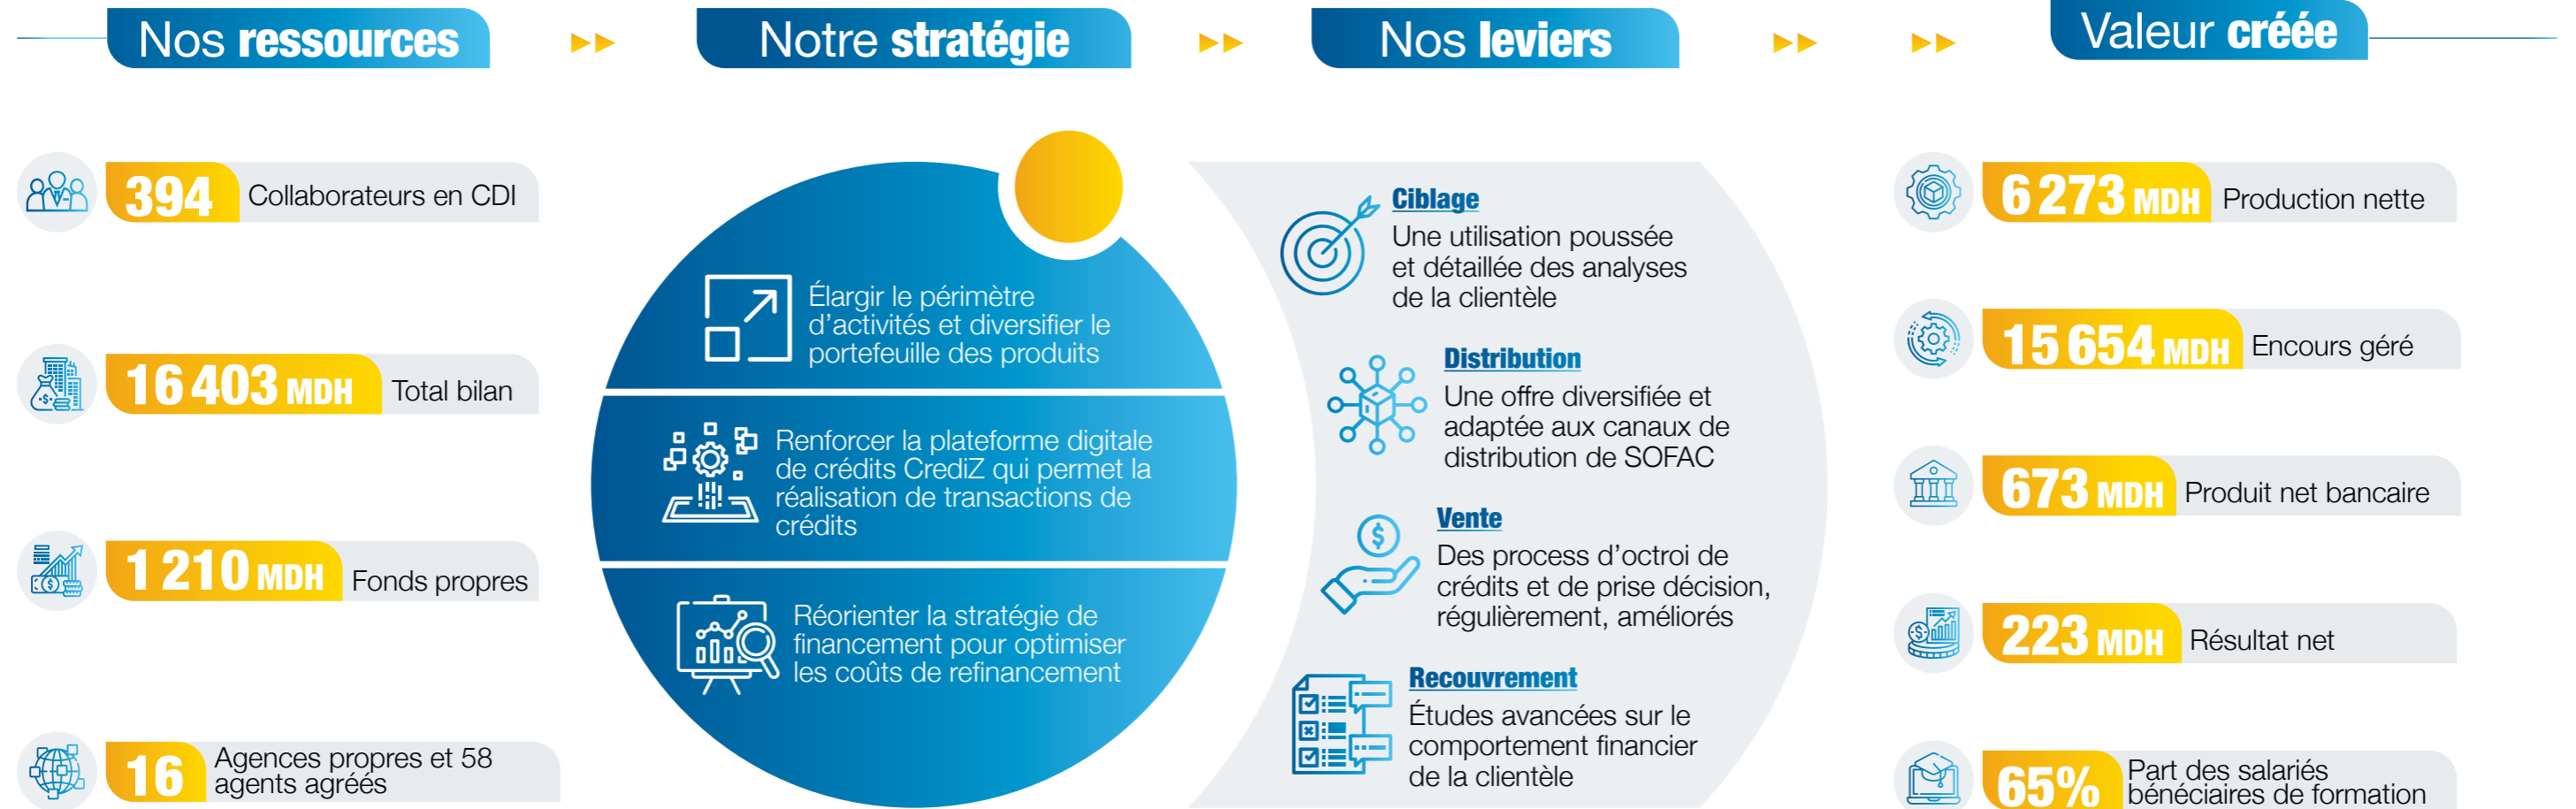 Nos ressources
Notre stratégie
Nos leviers
Valeur créée
394 Collaborateurs en CDI
16 403 MDH Total bilan
1 210 MDH Fonds propres
16 Agences propres et 58
agents agréés
Élargir le périmètre
d’activités et diversifier le
portefeuille des produits
Renforcer la plateforme digitale
de crédits CrediZ qui permet la
réalisation de transactions de
crédits
Réorienter la stratégie de
financement pour optimiser
les coûts de refinancement
Ciblage
Une utilisation poussée
et détaillée des analyses
de la clientèle
Distribution
Une offre diversifiée et
adaptée aux canaux de
distribution de SOFAC
Vente
Des process d’octroi de
crédits et de prise décision,
régulièrement, améliorés
Recouvrement
Études avancées sur le
comportement financier
de la clientèle
6 273 MDH Production nette
15 654 MDH Encours géré
673 MDH Produit net bancaire
223 MDH Résultat net
65% Part des salariés
bénéciaires de formation